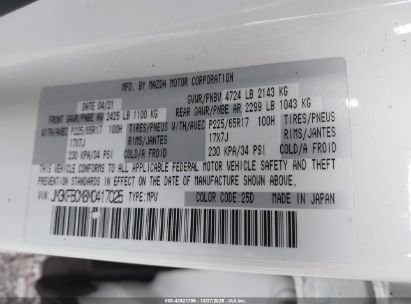 MFD. BY MAZDA MOTOR CORPORATION
DATE 04/21 GVWR/PNBV 4724 LB 2143 KG
FRONT GAWR/PNBE AV 2425 LB 1100 KG REAR GAWR/PNBE AR 2299 LB 1043 KG
WITH/AVEC P225/65R17 100H TIRES/PNEUS WITH/AVEC P225/65R17 100H TIRES/PNEUS
17X7J RIMS/JANTES 17X7J RIMS/JANTES
230 KPA/34 PSI COLD/A FROID 230 KPA/34 PSI COLD/A FROID
THIS VEHICLE CONFORMS TO ALL APPLICABLE FEDERAL MOTOR VEHICLE SAFETY AND THEFT
PREVENTION STANDARDS IN EFFECT ON THE DATE OF MANUFACTURE SHOWN ABOVE.
VIN: TYPE: MPV COLOR CODE: 25D MADE IN JAPAN